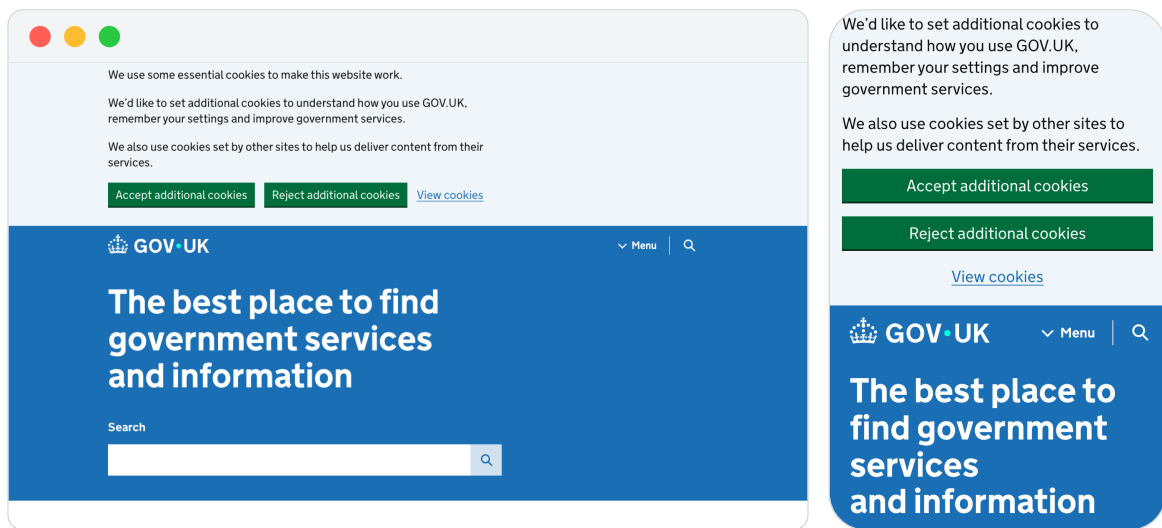 We use some essential cookies to make this website work.
We'd like to set additional cookies to understand how you use GOV.UK,
remember your settings and improve government services.
We also use cookies set by other sites to help us deliver content from their
services.
Accept additional cookies Reject additional cookies View cookies
GOV·UK Menu
The best place to find
government services
and information
Search
We'd like to set additional cookies to
understand how you use GOV.UK,
remember your settings and improve
government services.
We also use cookies set by other sites to
help us deliver content from their services.
Accept additional cookies
Reject additional cookies
View cookies
GOV·UK Menu
The best place to
find government
services
and information